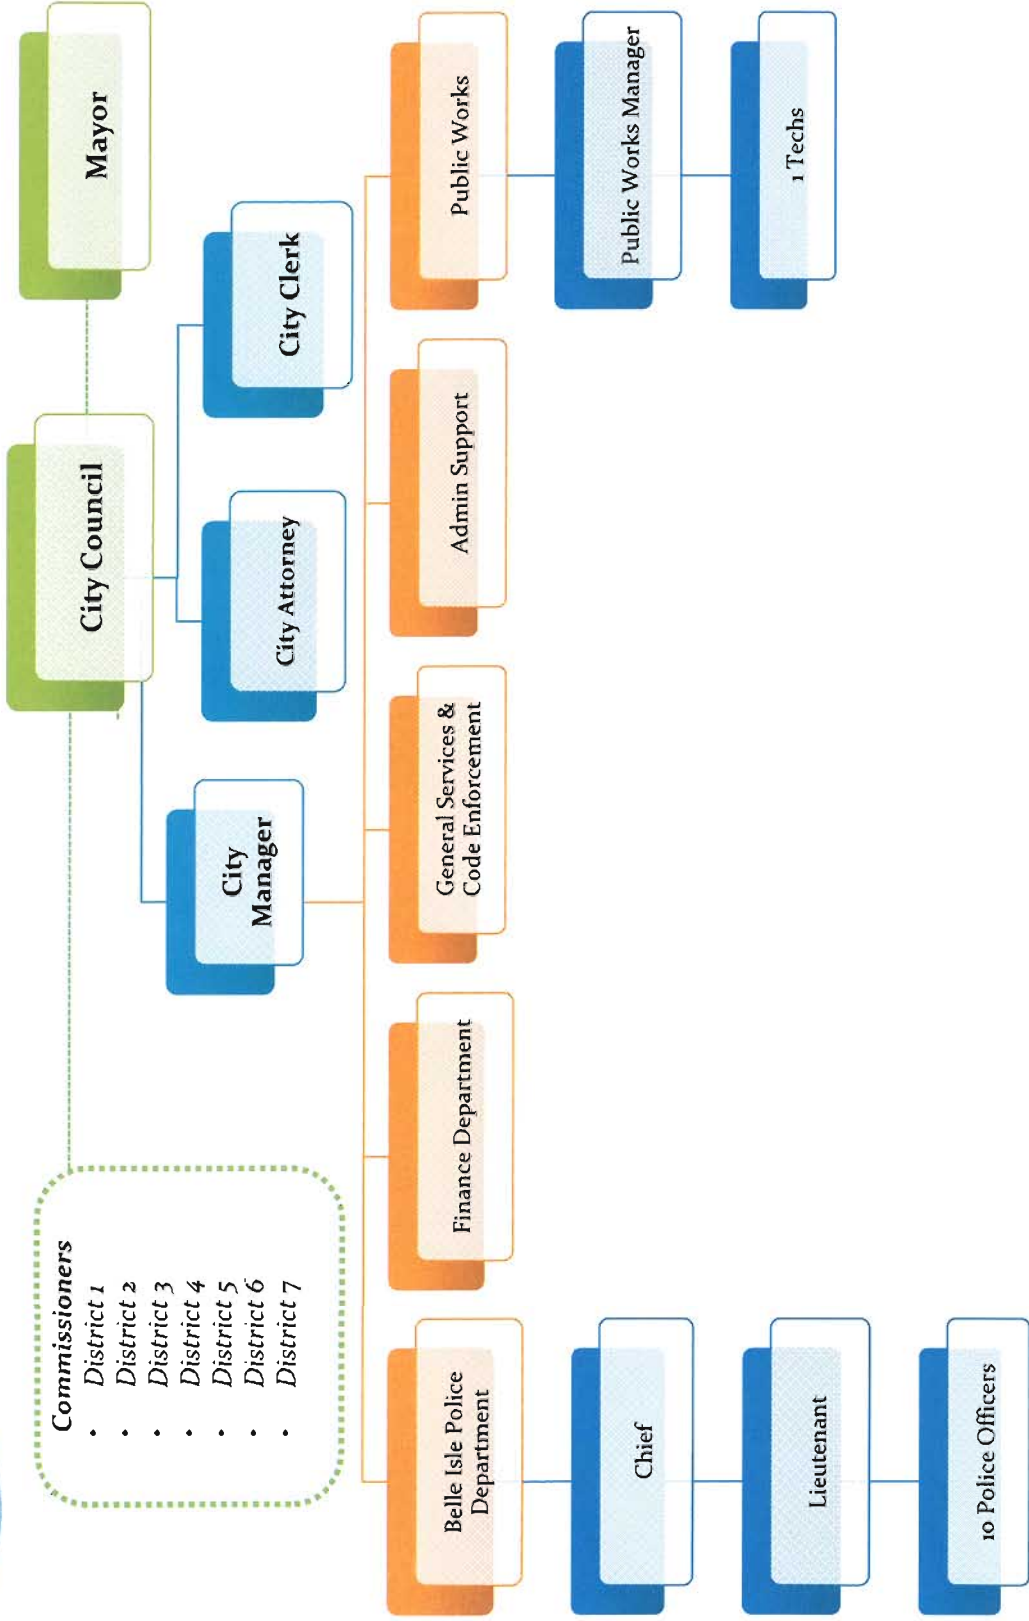 Commissioners
• District 1
• District 2
• District 3
• District 4
• District 5
• District 6
• District 7
City Council
Mayor
City
Manager
City Attorney
City Clerk
Belle Isle Police
Department
Finance Department
General Services &
Code Enforcement
Admin Support
Public Works
Chief
Public Works Manager
Lieutenant
1 Techs
10 Police Officers